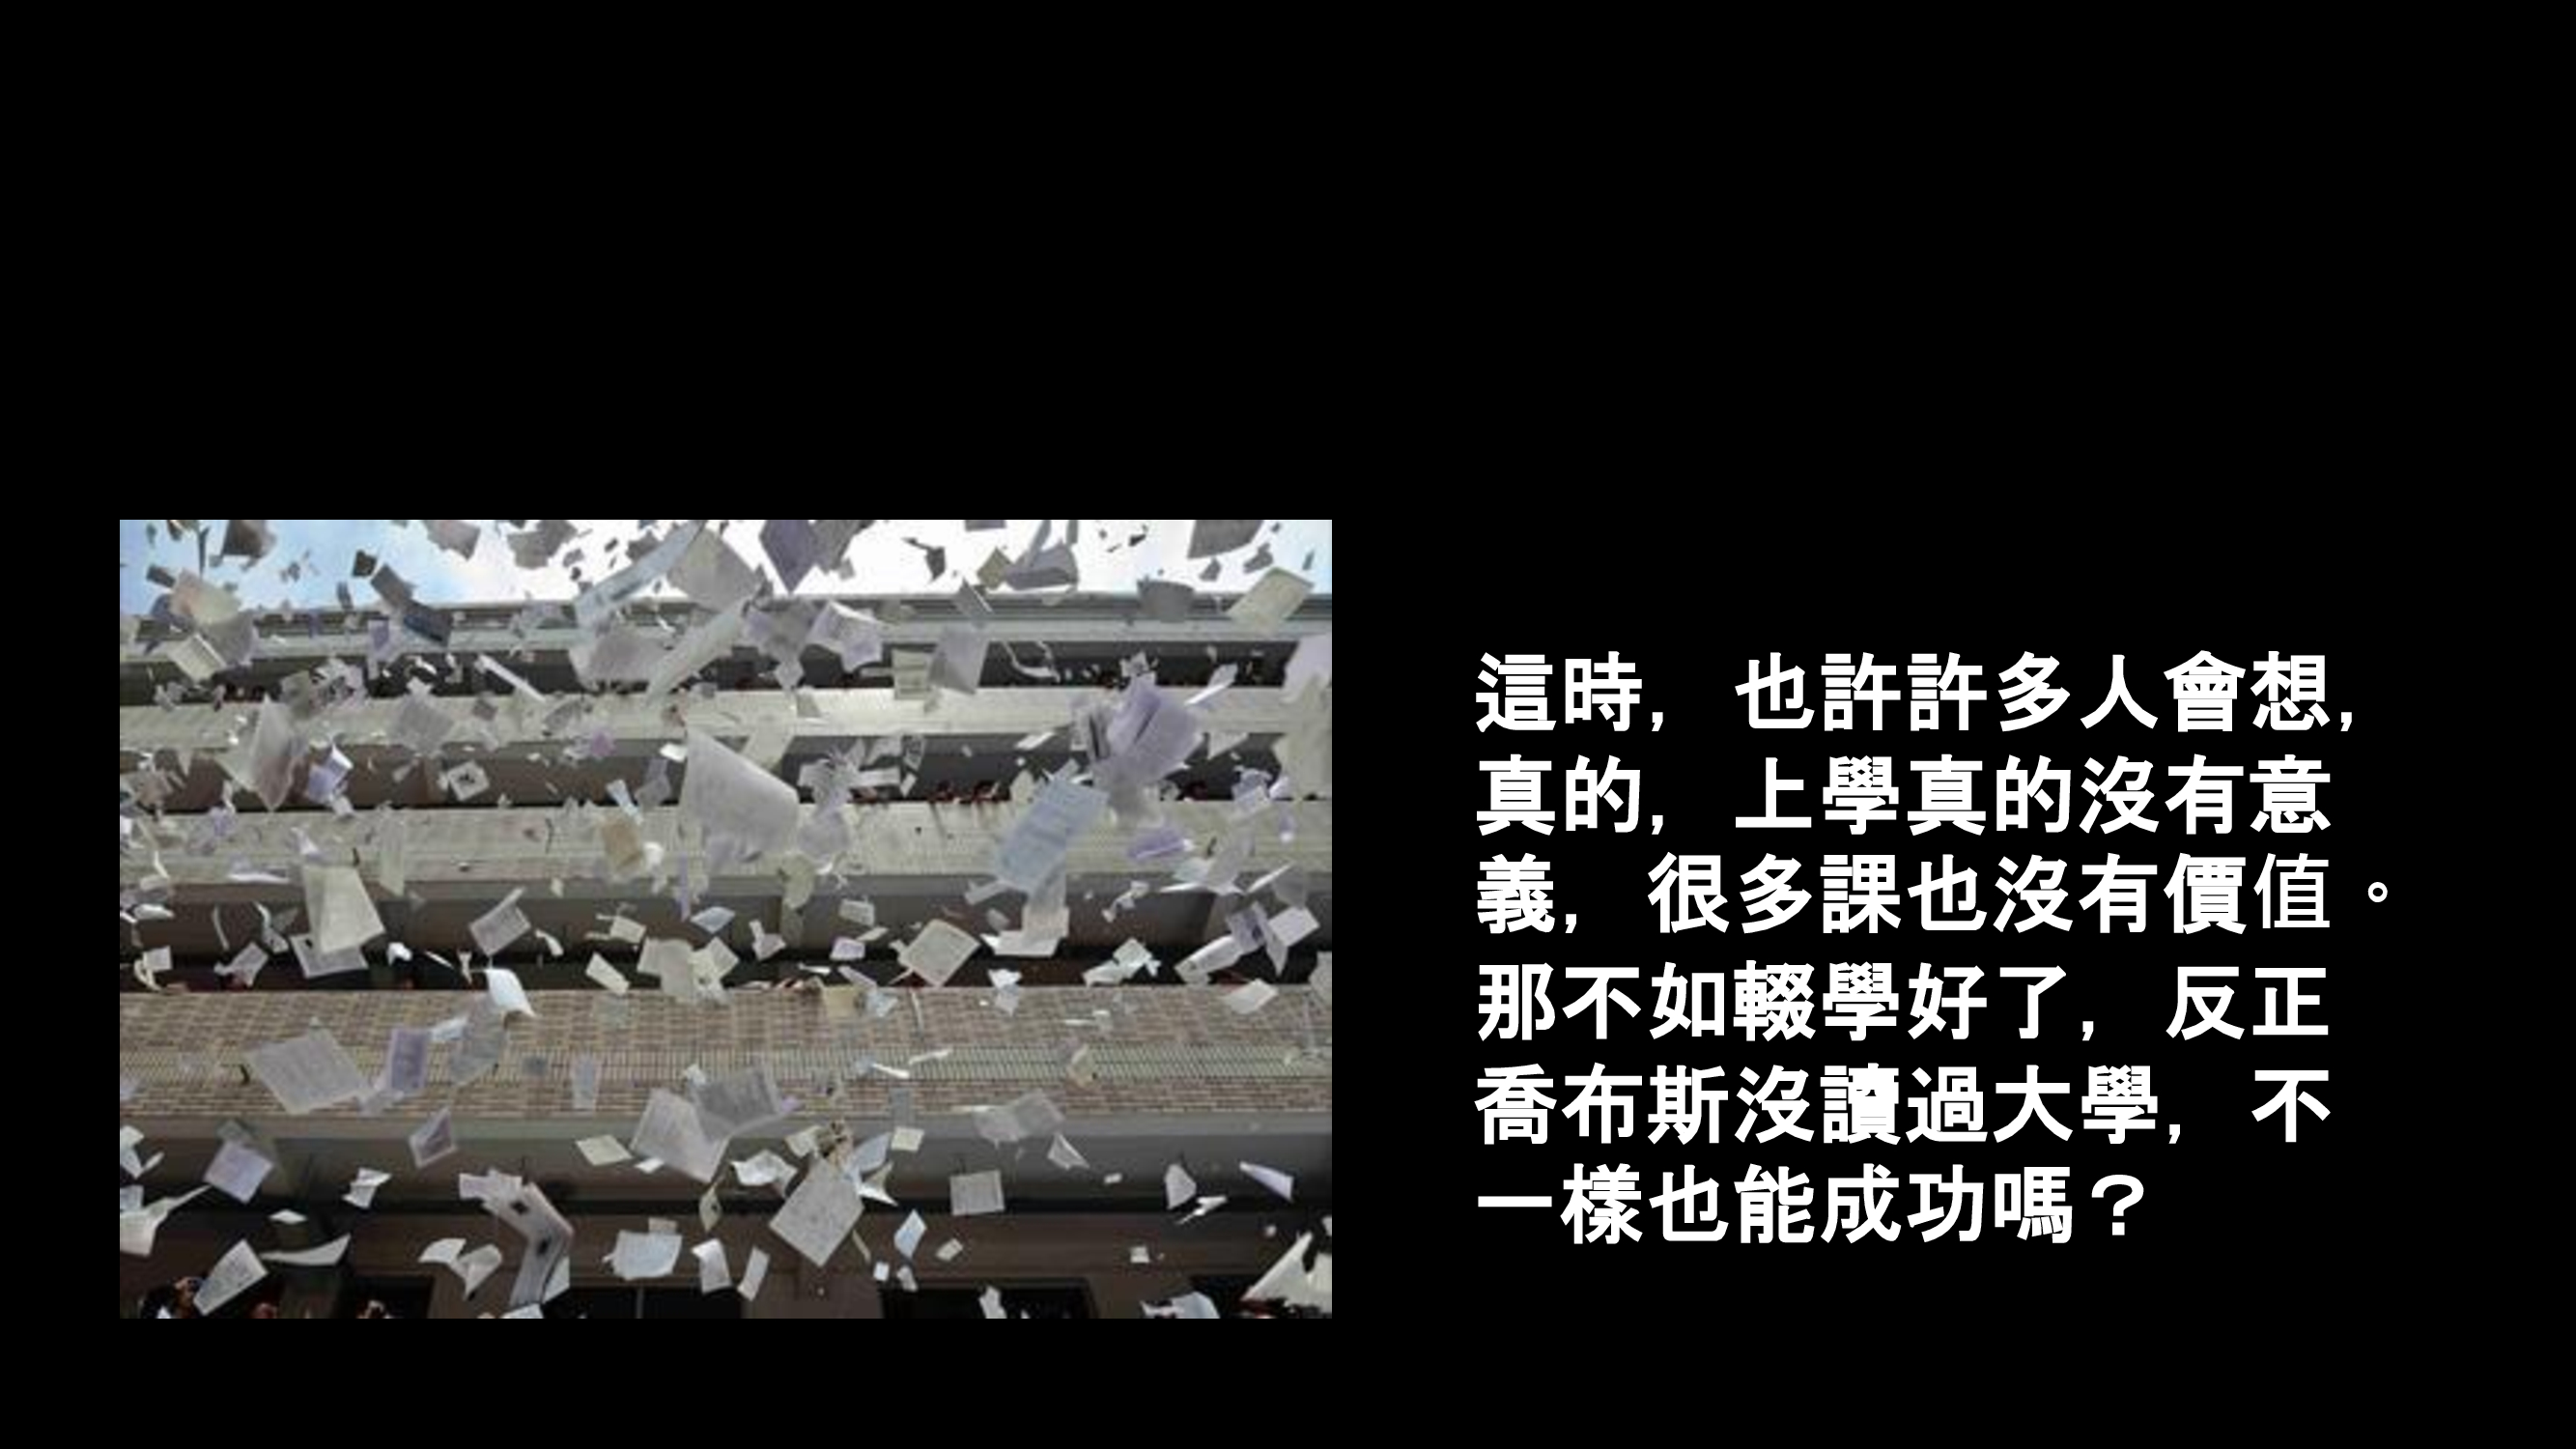 這時，也許許多人會想，
真的，上學真的沒有意
義，很多課也沒有價值。
那不如輟學好了，反正
喬布斯沒讀過大學，不
一樣也能成功嗎？